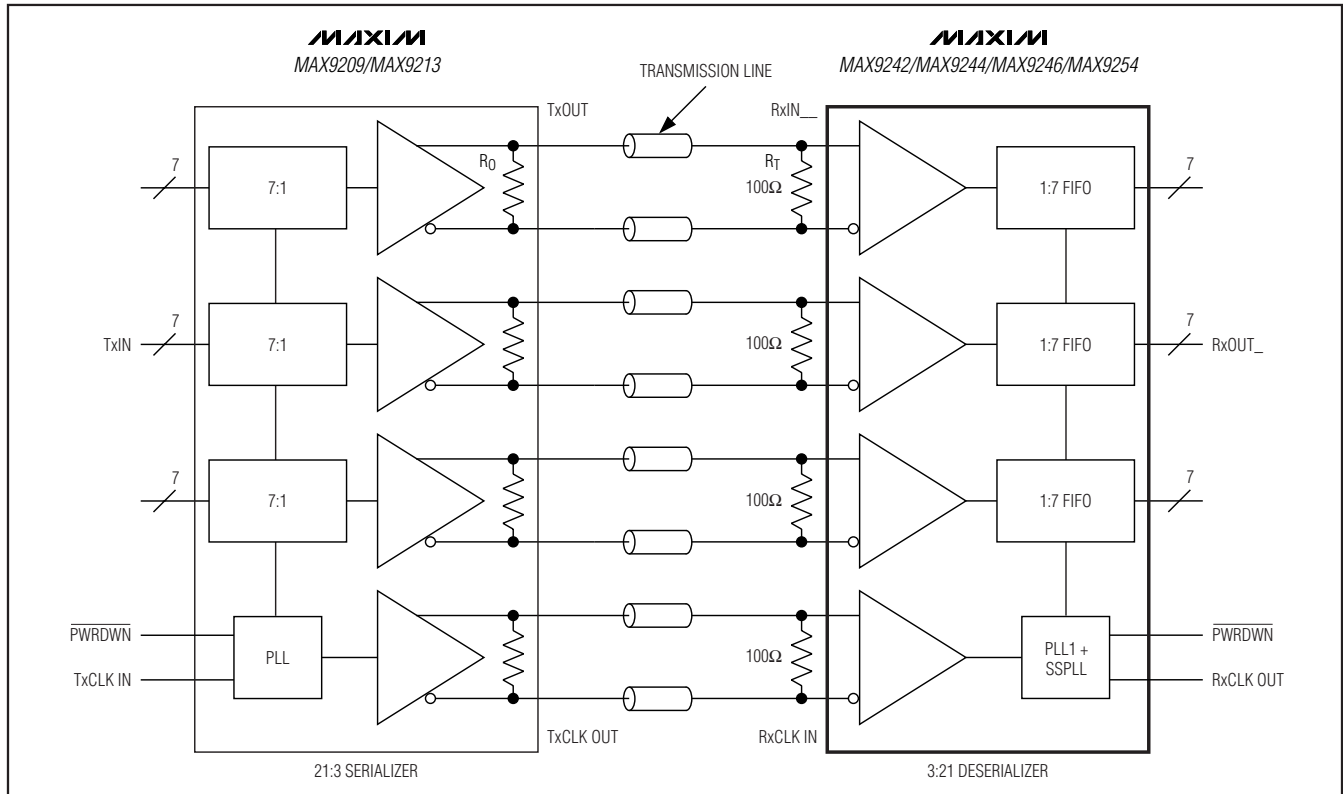 MAXIM
MAX9209/MAX9213
MAXIM
MAX9242/MAX9244/MAX9246/MAX9254
TRANSMISSION LINE
TxOUT
RxIN__
7
7:1
RO
RT
100Ω
1:7 FIFO
7
TxIN
7
7:1
100Ω
1:7 FIFO
7
RxOUT_
7
7:1
100Ω
1:7 FIFO
7
PWRDWN
TxCLK IN
PLL
100Ω
PLL1 +
SSPLL
PWRDWN
RxCLK OUT
TxCLK OUT
RxCLK IN
21:3 SERIALIZER
3:21 DESERIALIZER